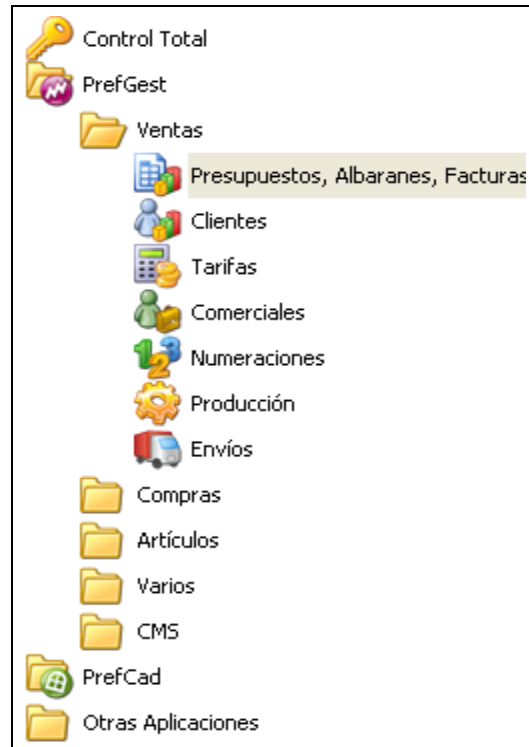 Control Total
PrefGest
Ventas
Presupuestos, Albaranes, Facturas
Clientes
Tarifas
Comerciales
Numeraciones
Producción
Envíos
Compras
Artículos
Varios
CMS
PrefCad
Otras Aplicaciones